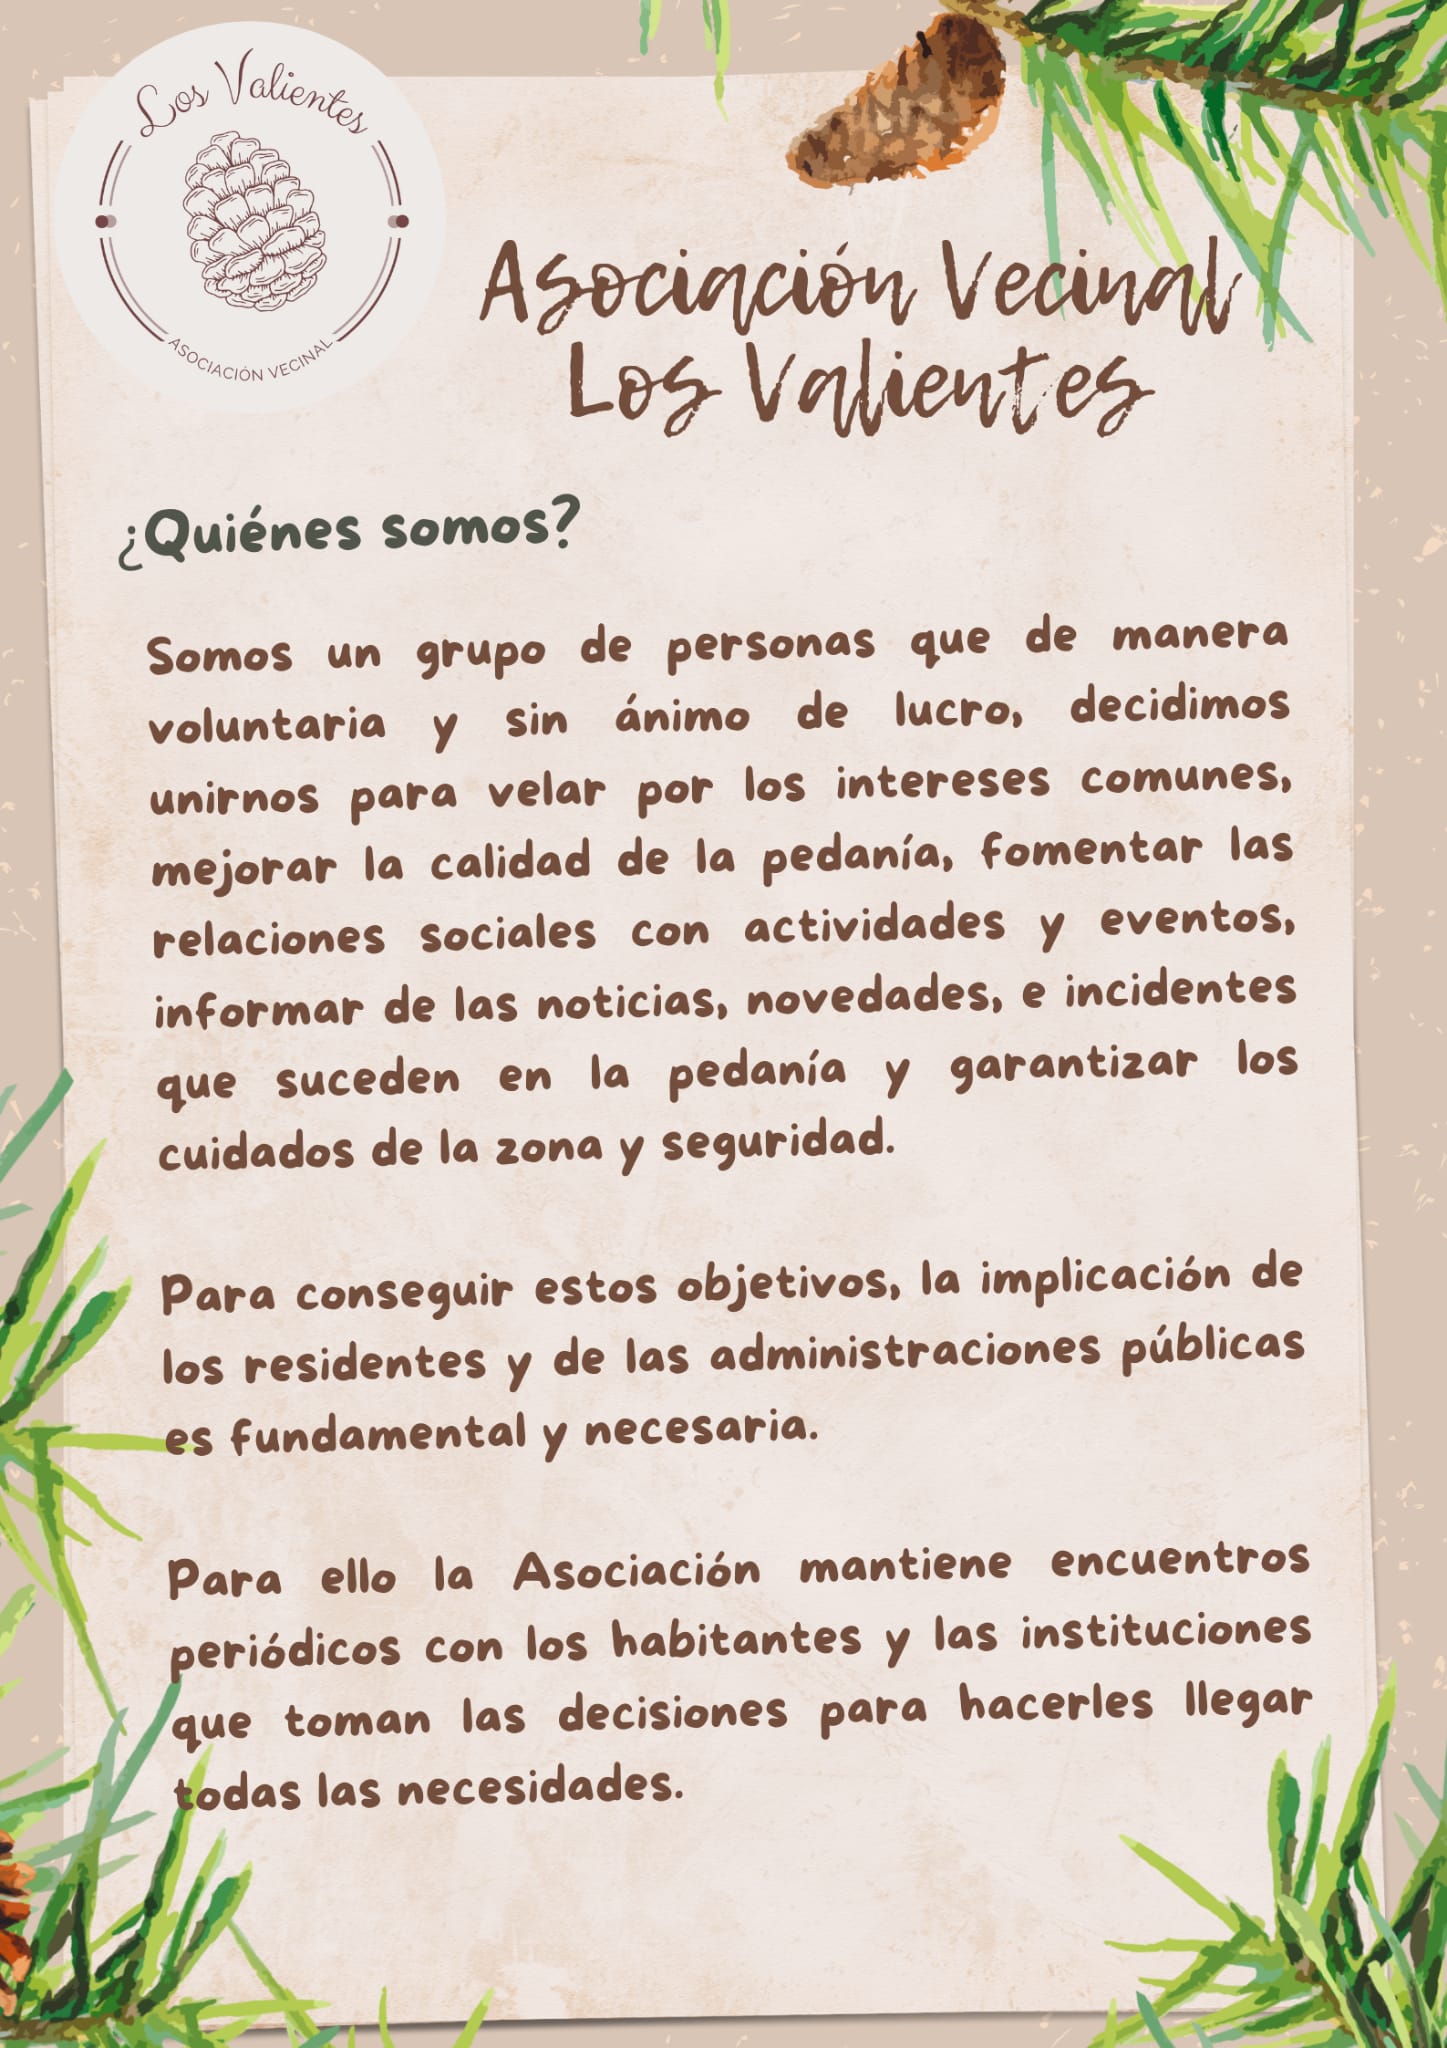 Los Valientes
ASOCIACIÓN VECINAL
Asociación Vecinal
Los Valientes
¿Quiénes somos?
Somos un grupo de personas que de manera
voluntaria y sin ánimo de lucro, decidimos
unirnos para velar por los intereses comunes,
mejorar la calidad de la pedanía, fomentar las
relaciones sociales con actividades y eventos,
informar de las noticias, novedades, e incidentes
que suceden en la pedanía y garantizar los
cuidados de la zona y seguridad.
Para conseguir estos objetivos, la implicación de
los residentes y de las administraciones públicas
es fundamental y necesaria.
Para ello la Asociación mantiene encuentros
periódicos con los habitantes y las instituciones
que toman las decisiones para hacerles llegar
todas las necesidades.